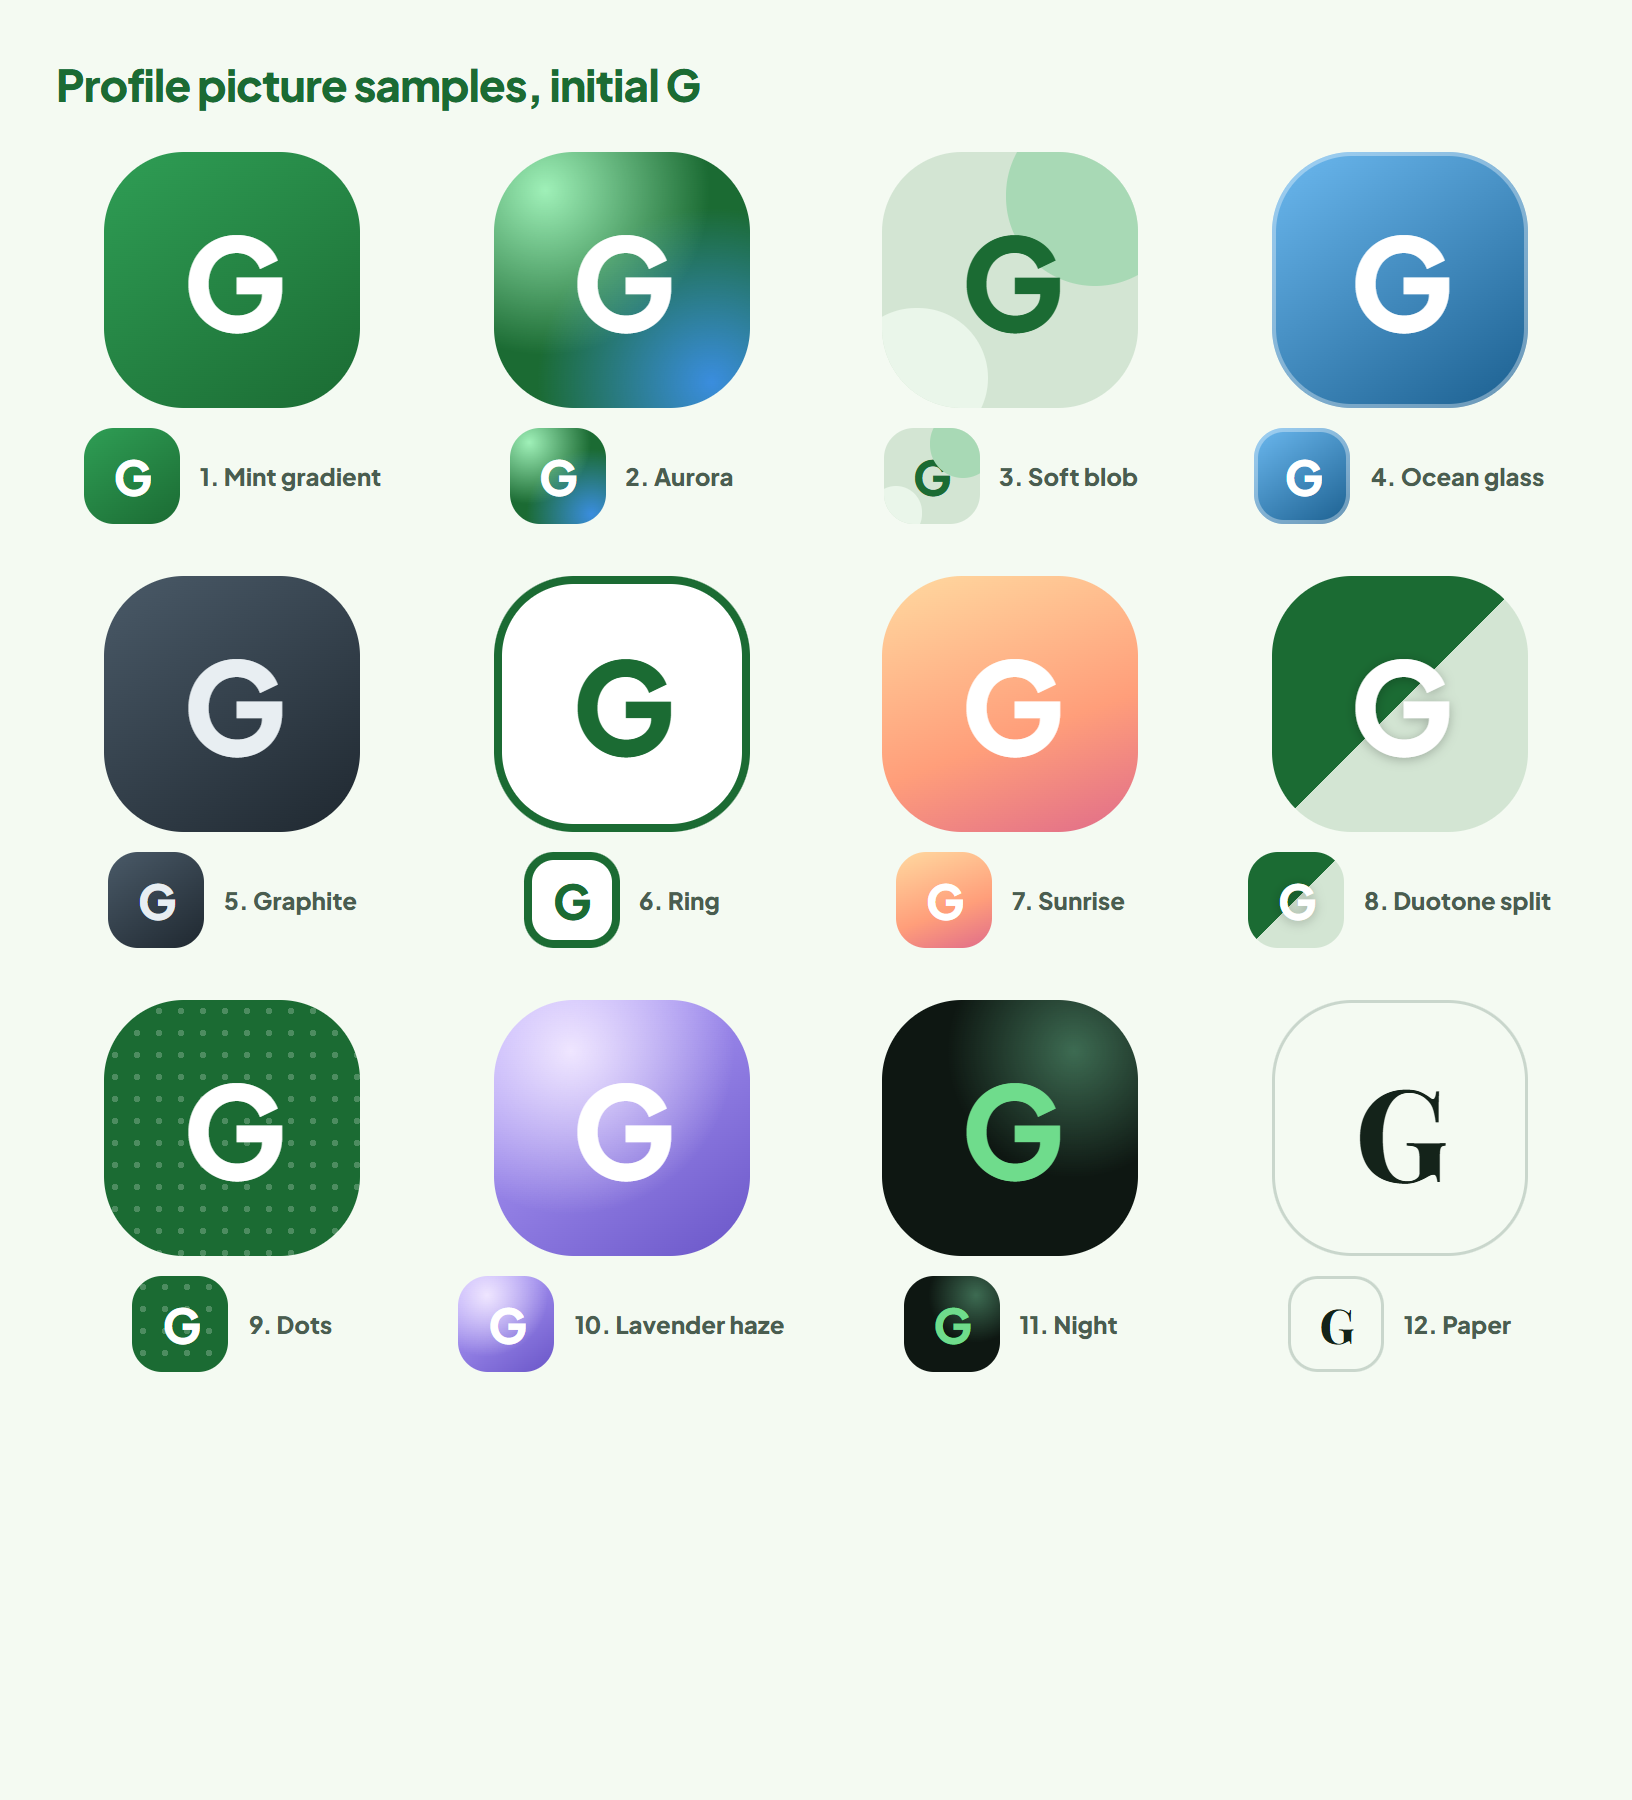 Profile picture samples, initial G
G G G G
G 1. Mint gradient G 2. Aurora G 3. Soft blob G 4. Ocean glass
G G G G
G 5. Graphite G 6. Ring G 7. Sunrise G 8. Duotone split
G G G G
G 9. Dots G 10. Lavender haze G 11. Night G 12. Paper